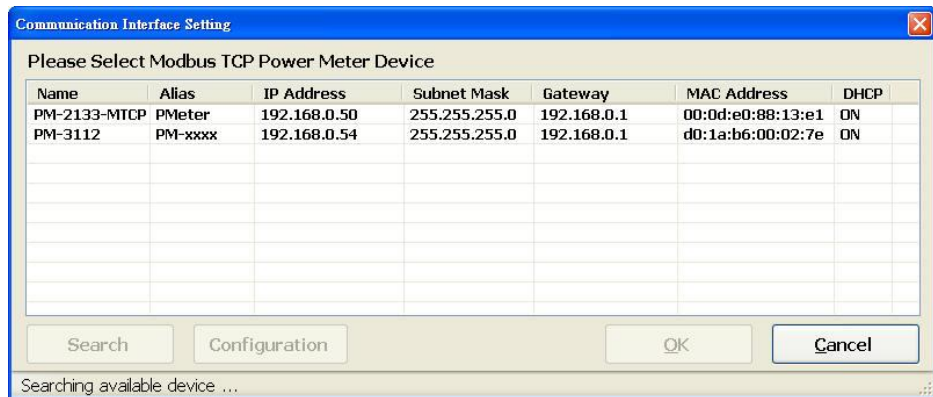 Communication Interface Setting
Please Select Modbus TCP Power Meter Device
Name Alias IP Address Subnet Mask Gateway MAC Address DHCP
PM-2133-MTCP PMeter 192.168.0.50 255.255.255.0 192.168.0.1 00:0d:e0:88:13:e1 ON
PM-3112 PM-xxxx 192.168.0.54 255.255.255.0 192.168.0.1 d0:1a:b6:00:02:7e ON
Search Configuration OK Cancel
Searching available device ...